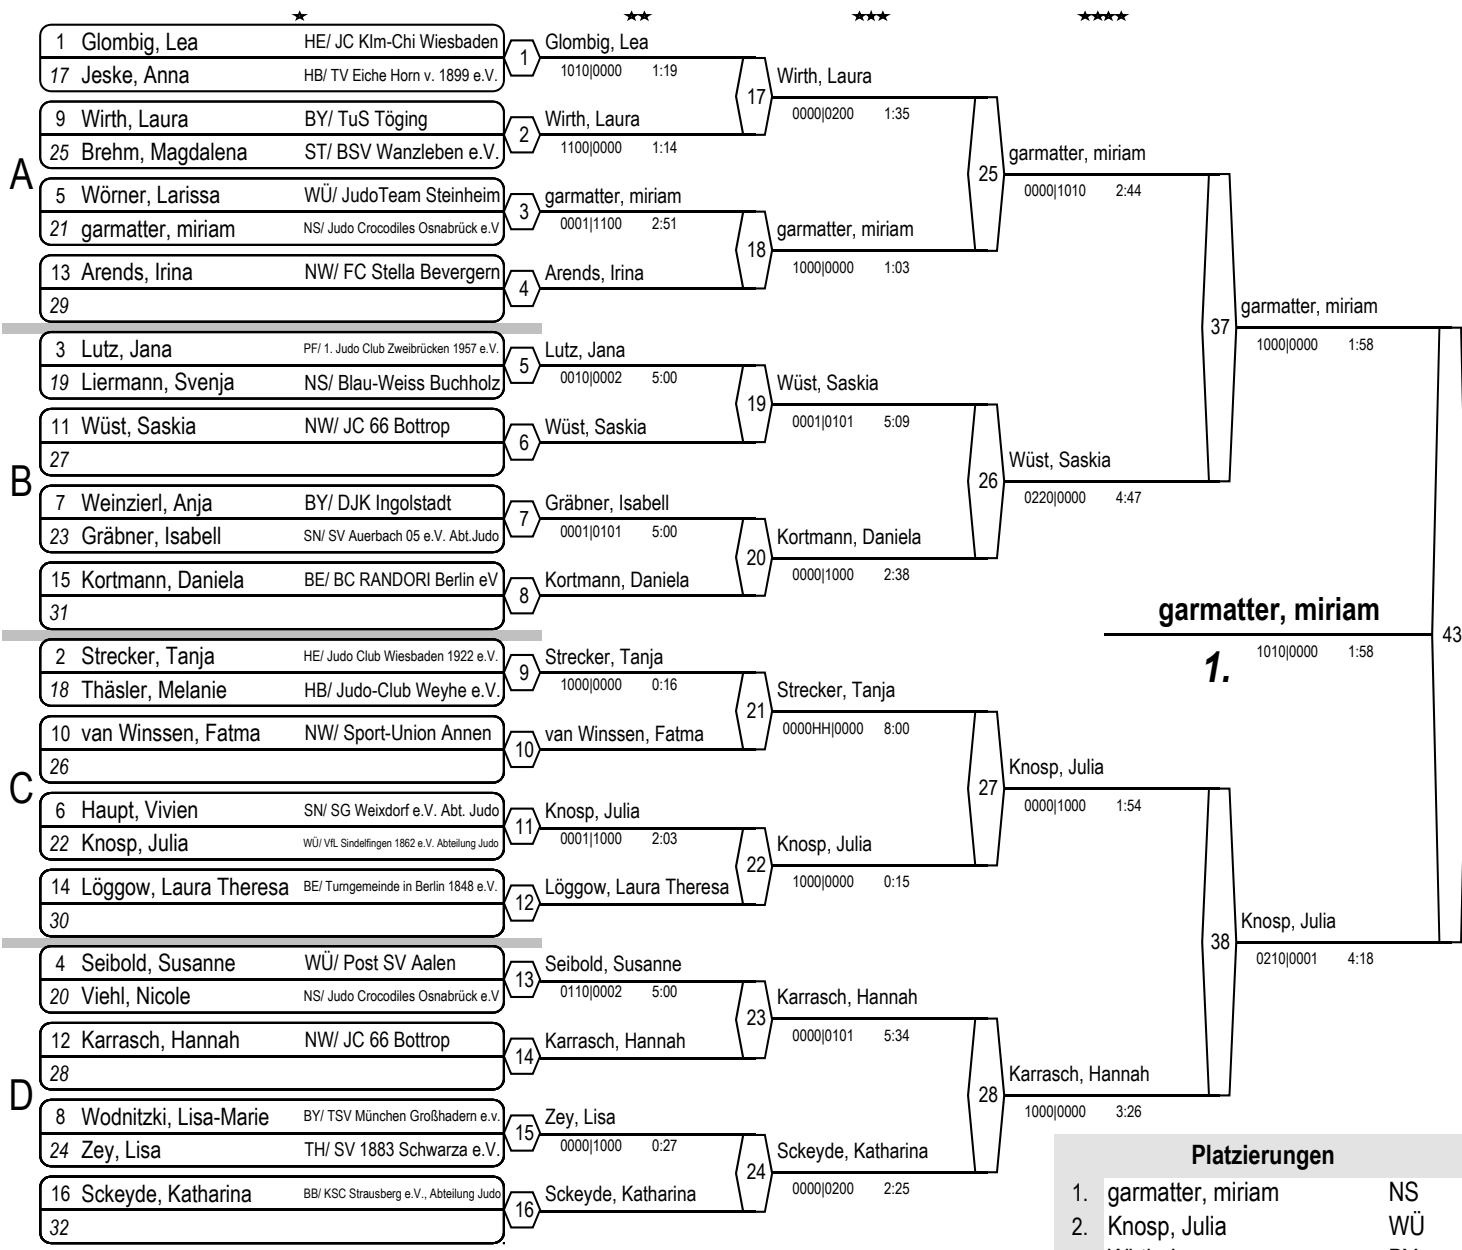 ★ ★★ ★★★ ★★★★
1 Glombig, Lea HE/ JC KIm-Chi Wiesbaden
17 Jeske, Anna HB/ TV Eiche Horn v. 1899 e.V.
9 Wirth, Laura BY/ TuS Töging
25 Brehm, Magdalena ST/ BSV Wanzleben e.V.
A
5 Wörner, Larissa WÜ/ JudoTeam Steinheim
21 garmatter, miriam NS/ Judo Crocodiles Osnabrück e.V
13 Arends, Irina NW/ FC Stella Bevergern
29
3 Lutz, Jana PF/ 1. Judo Club Zweibrücken 1957 e.V.
19 Liermann, Svenja NS/ Blau-Weiss Buchholz
11 Wüst, Saskia NW/ JC 66 Bottrop
27
B
7 Weinzierl, Anja BY/ DJK Ingolstadt
23 Gräbner, Isabell SN/ SV Auerbach 05 e.V. Abt.Judo
15 Kortmann, Daniela BE/ BC RANDORI Berlin eV
31
2 Strecker, Tanja HE/ Judo Club Wiesbaden 1922 e.V.
18 Thäsler, Melanie HB/ Judo-Club Weyhe e.V.
10 van Winssen, Fatma NW/ Sport-Union Annen
26
C
6 Haupt, Vivien SN/ SG Weixdorf e.V. Abt. Judo
22 Knosp, Julia WÜ/ VfL Sindelfingen 1862 e.V. Abteilung Judo
14 Löggow, Laura Theresa BE/ Turngemeinde in Berlin 1848 e.V.
30
4 Seibold, Susanne WÜ/ Post SV Aalen
20 Viehl, Nicole NS/ Judo Crocodiles Osnabrück e.V
12 Karrasch, Hannah NW/ JC 66 Bottrop
28
D
8 Wodnitzki, Lisa-Marie BY/ TSV München Großhadern e.v.
24 Zey, Lisa TH/ SV 1883 Schwarza e.V.
16 Sckeyde, Katharina BB/ KSC Strausberg e.V., Abteilung Judo
32
1 Glombig, Lea
1010|0000 1:19
2 Wirth, Laura
1100|0000 1:14
3 garmatter, miriam
0001|1100 2:51
4 Arends, Irina
5 Lutz, Jana
0010|0002 5:00
6 Wüst, Saskia
7 Gräbner, Isabell
0001|0101 5:00
8 Kortmann, Daniela
9 Strecker, Tanja
1000|0000 0:16
10 van Winssen, Fatma
11 Knosp, Julia
0001|1000 2:03
12 Löggow, Laura Theresa
13 Seibold, Susanne
0110|0002 5:00
14 Karrasch, Hannah
15 Zey, Lisa
0000|1000 0:27
16 Sckeyde, Katharina
17 Wirth, Laura
0000|0200 1:35
18 garmatter, miriam
1000|0000 1:03
19 Wüst, Saskia
0001|0101 5:09
20 Kortmann, Daniela
0000|1000 2:38
21 Strecker, Tanja
0000HH|0000 8:00
22 Knosp, Julia
1000|0000 0:15
23 Karrasch, Hannah
0000|0101 5:34
24 Sckeyde, Katharina
0000|0200 2:25
25 garmatter, miriam
0000|1010 2:44
26 Wüst, Saskia
0220|0000 4:47
27 Knosp, Julia
0000|1000 1:54
28 Karrasch, Hannah
1000|0000 3:26
37 garmatter, miriam
1000|0000 1:58
38 Knosp, Julia
0210|0001 4:18
garmatter, miriam
43
1. 1010|0000 1:58
Platzierungen
1. garmatter, miriam NS
2. Knosp, Julia WÜ